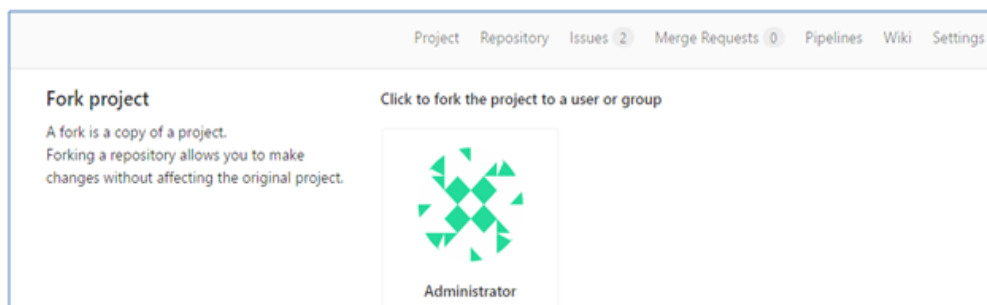 Project Repository Issues 2 Merge Requests 0 Pipelines Wiki Settings
Fork project
A fork is a copy of a project.
Forking a repository allows you to make
changes without affecting the original project.
Click to fork the project to a user or group
Administrator